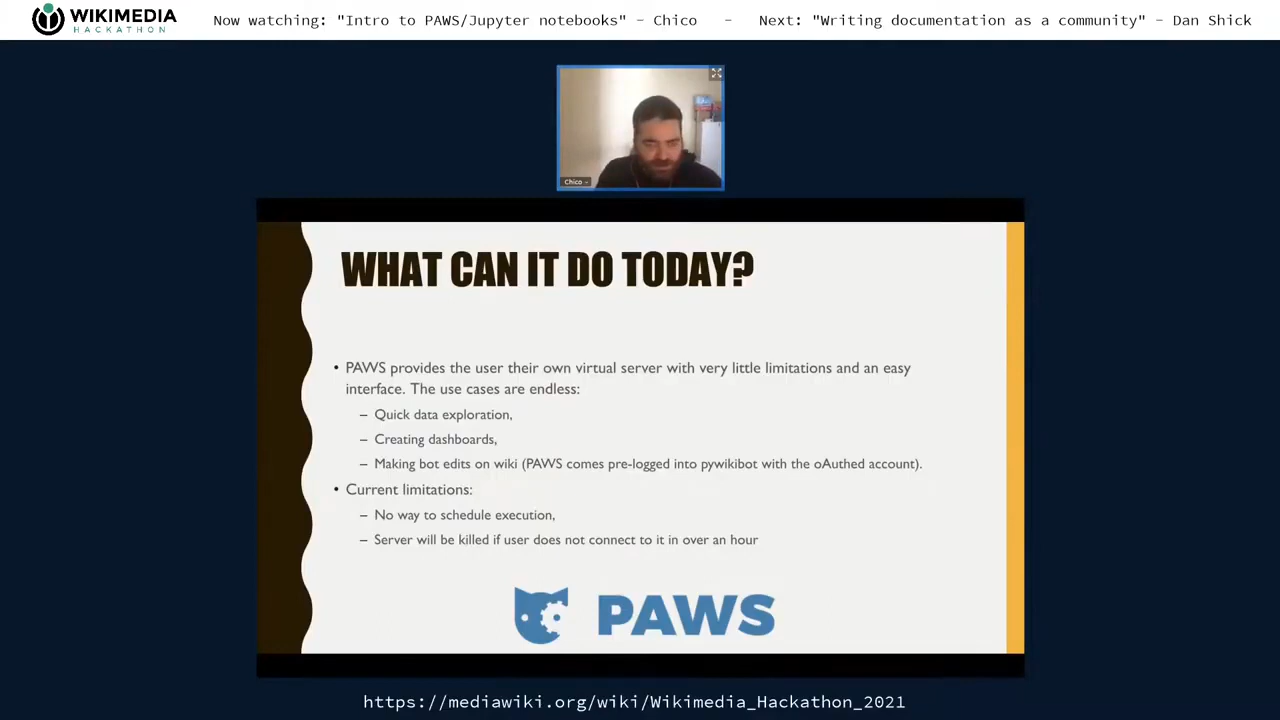 WIKIMEDIA
HACKATHON
Now watching: "Intro to PAWS/Jupyter notebooks" - Chico - Next: "Writing documentation as a community" - Dan Shick
Chico
WHAT CAN IT DO TODAY?
• PAWS provides the user their own virtual server with very little limitations and an easy
interface. The use cases are endless:
– Quick data exploration,
– Creating dashboards,
– Making bot edits on wiki (PAWS comes pre-logged into pywikibot with the oAuthed account).
• Current limitations:
– No way to schedule execution,
– Server will be killed if user does not connect to it in over an hour
PAWS
https://mediawiki.org/wiki/Wikimedia_Hackathon_2021